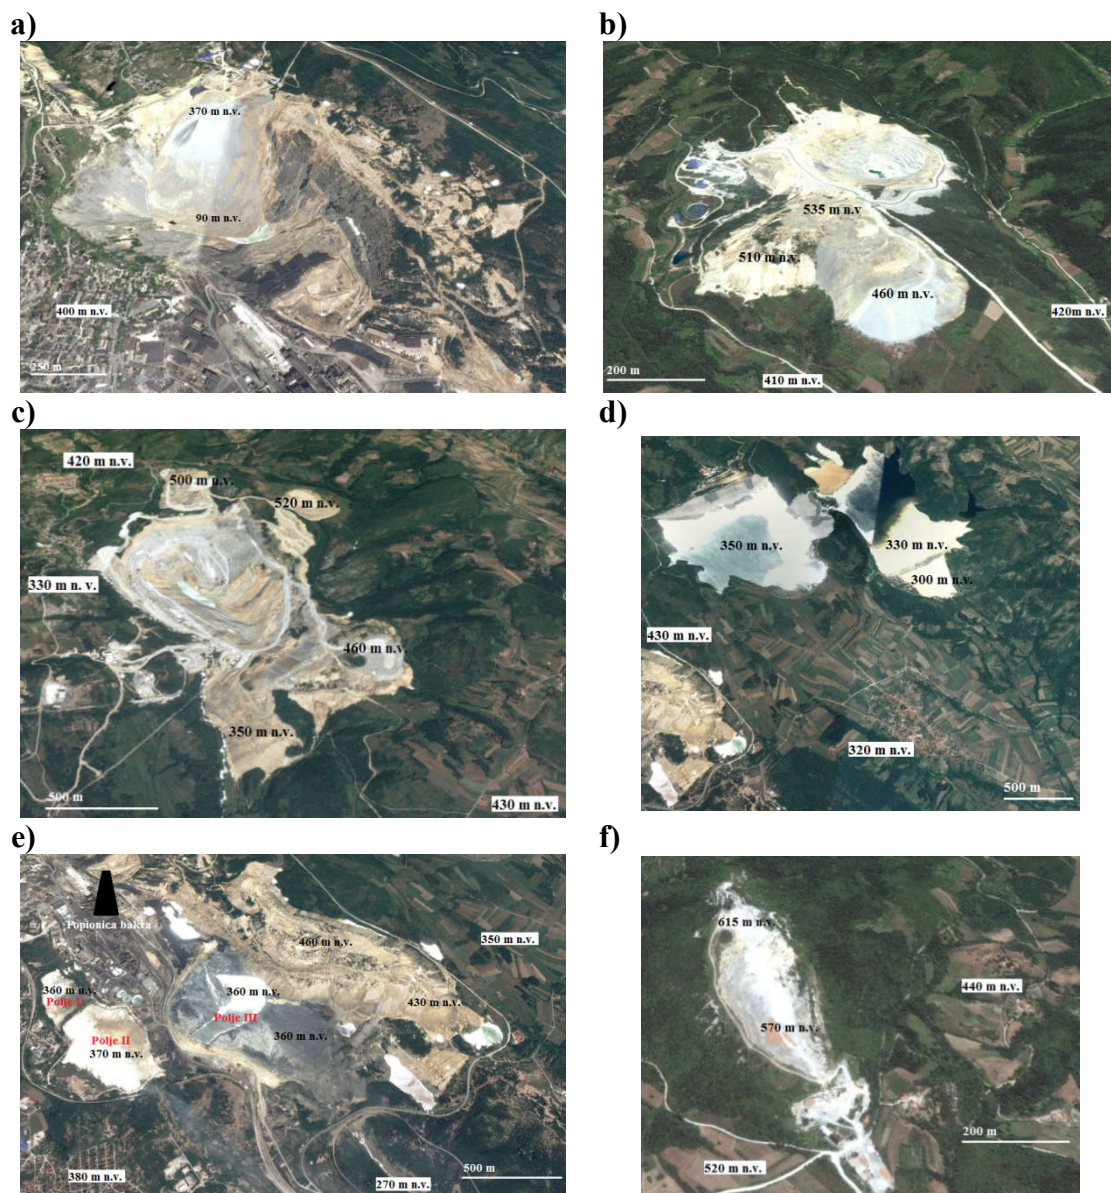 a)
370 m n.v.
90 m n.v.
400 m n.v.
250 m
b)
535 m n.v
510 m n.v.
460 m n.v.
420m n.v.
200 m
410 m n.v.
c)
420 m n.v.
500 m n.v.
520 m n.v.
330 m n. v.
460 m n.v.
350 m n.v.
500 m
430 m n.v.
d)
350 m n.v.
330 m n.v.
300 m n.v.
430 m n.v.
320 m n.v.
500 m
e)
Topionica bakra
460 m n.v.
350 m n.v.
360 m n.v.
Polje I
360 m n.v.
430 m n.v.
Polje III
Polje II
360 m n.v.
370 m n.v.
380 m n.v.
270 m n.v.
500 m
f)
615 m n.v.
440 m n.v.
570 m n.v.
200 m
520 m n.v.